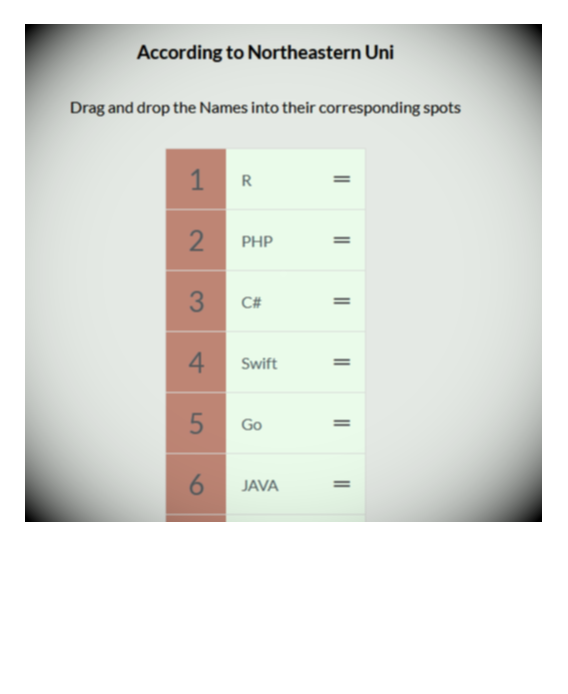 According to Northeastern Uni
Drag and drop the Names into their corresponding spots
1 R
2 PHP
3 C#
4 Swift
5 Go
6 JAVA